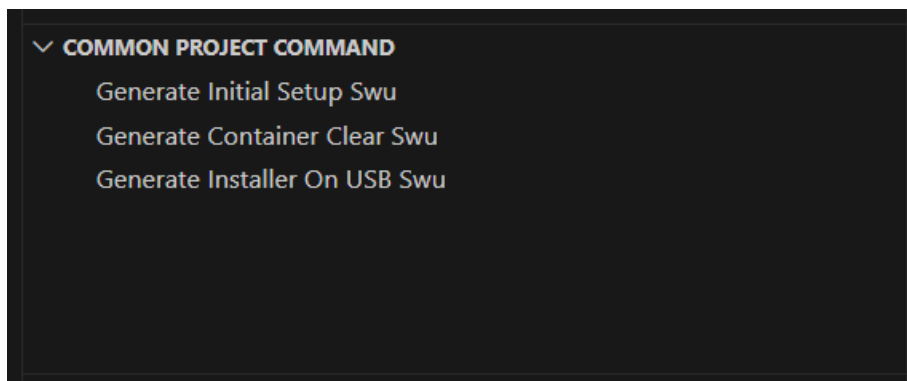 COMMON PROJECT COMMAND
Generate Initial Setup Swu
Generate Container Clear Swu
Generate Installer On USB Swu